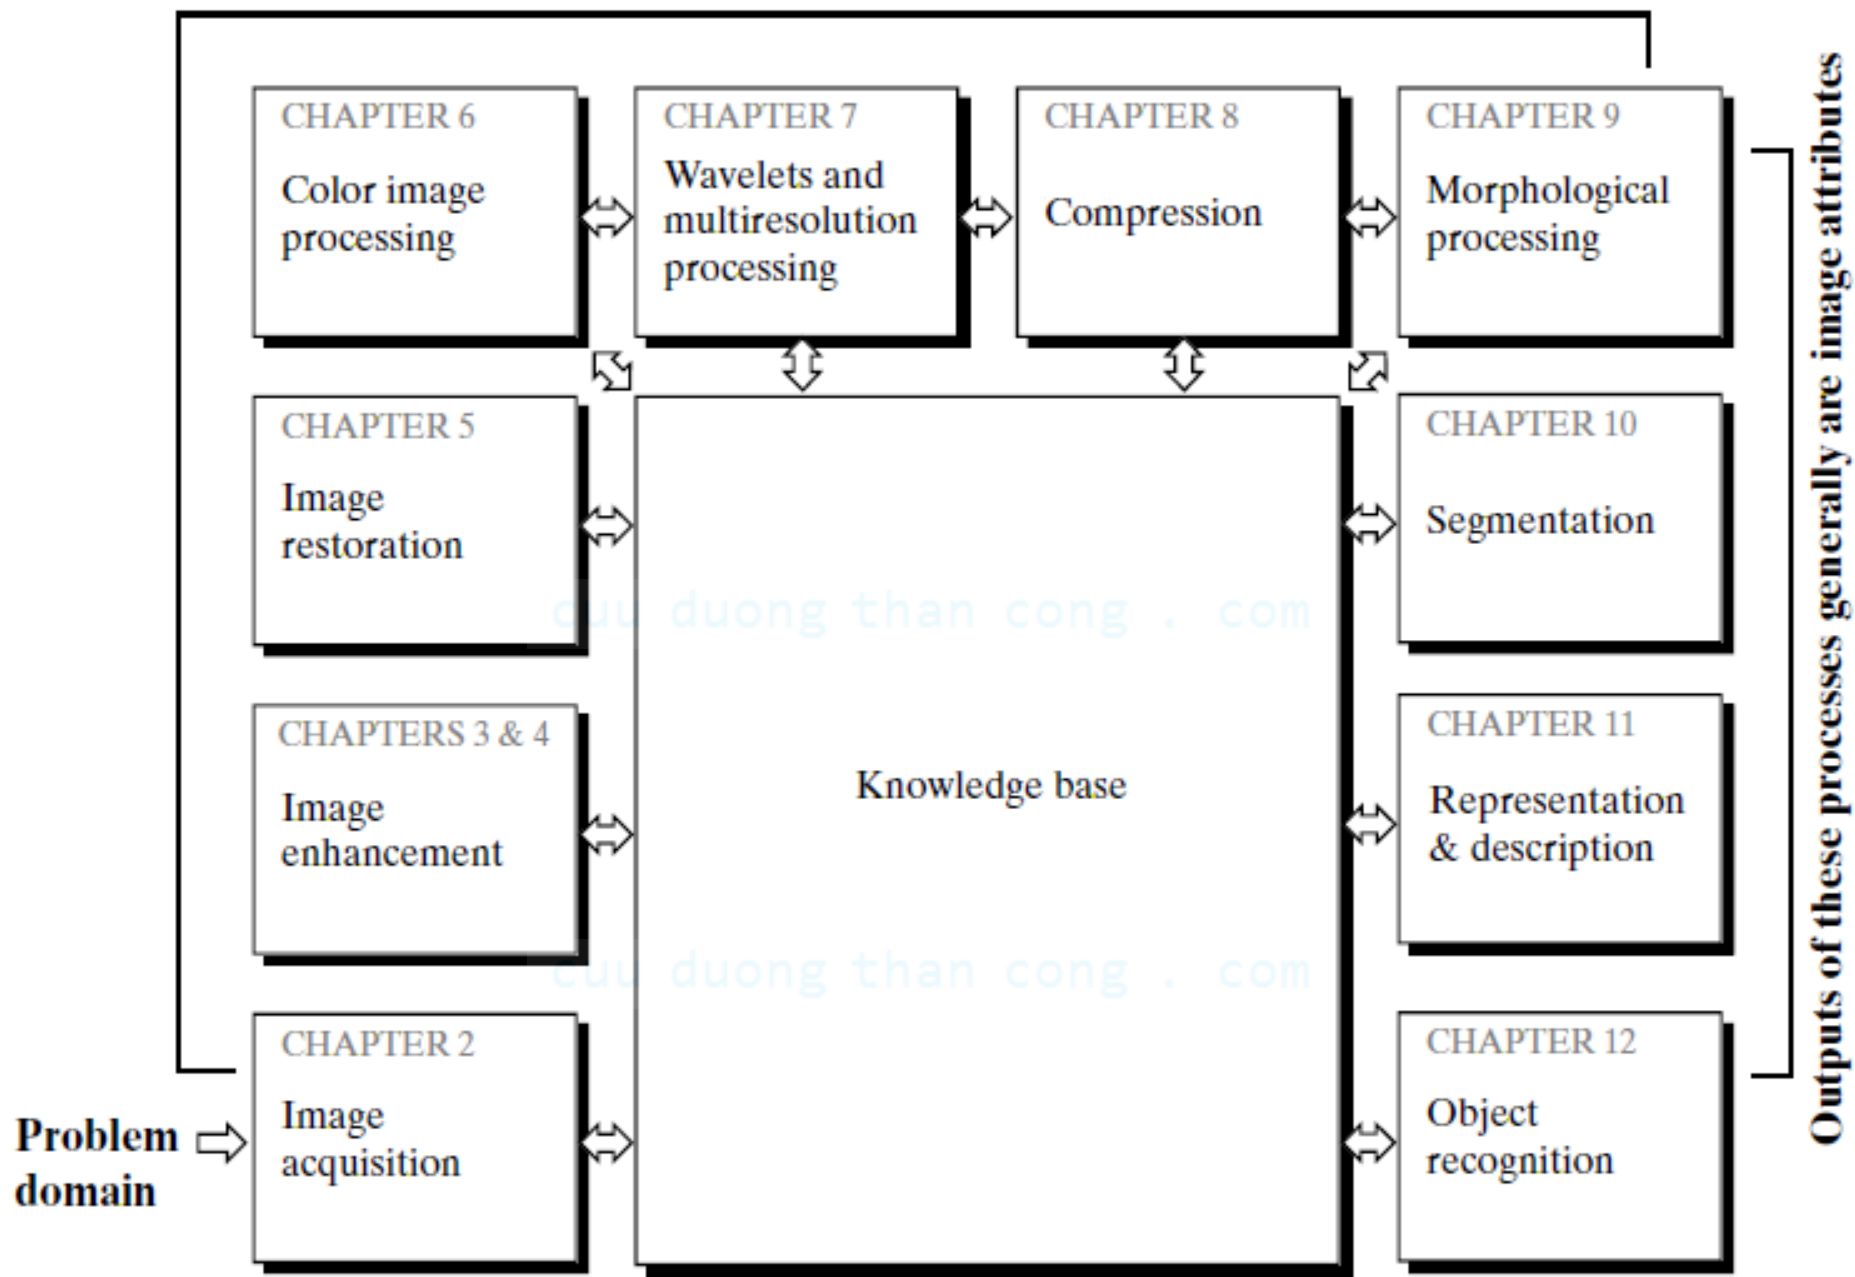 CHAPTER 6
Color image
processing
CHAPTER 7
Wavelets and
multiresolution
processing
CHAPTER 8
Compression
CHAPTER 9
Morphological
processing
CHAPTER 5
Image
restoration
CHAPTERS 3 & 4
Image
enhancement
CHAPTER 2
Image
acquisition
Problem
domain
Knowledge base
CHAPTER 10
Segmentation
CHAPTER 11
Representation
& description
CHAPTER 12
Object
recognition
Outputs of these processes generally are image attributes
cuu duong than cong . com
cuu duong than cong . com